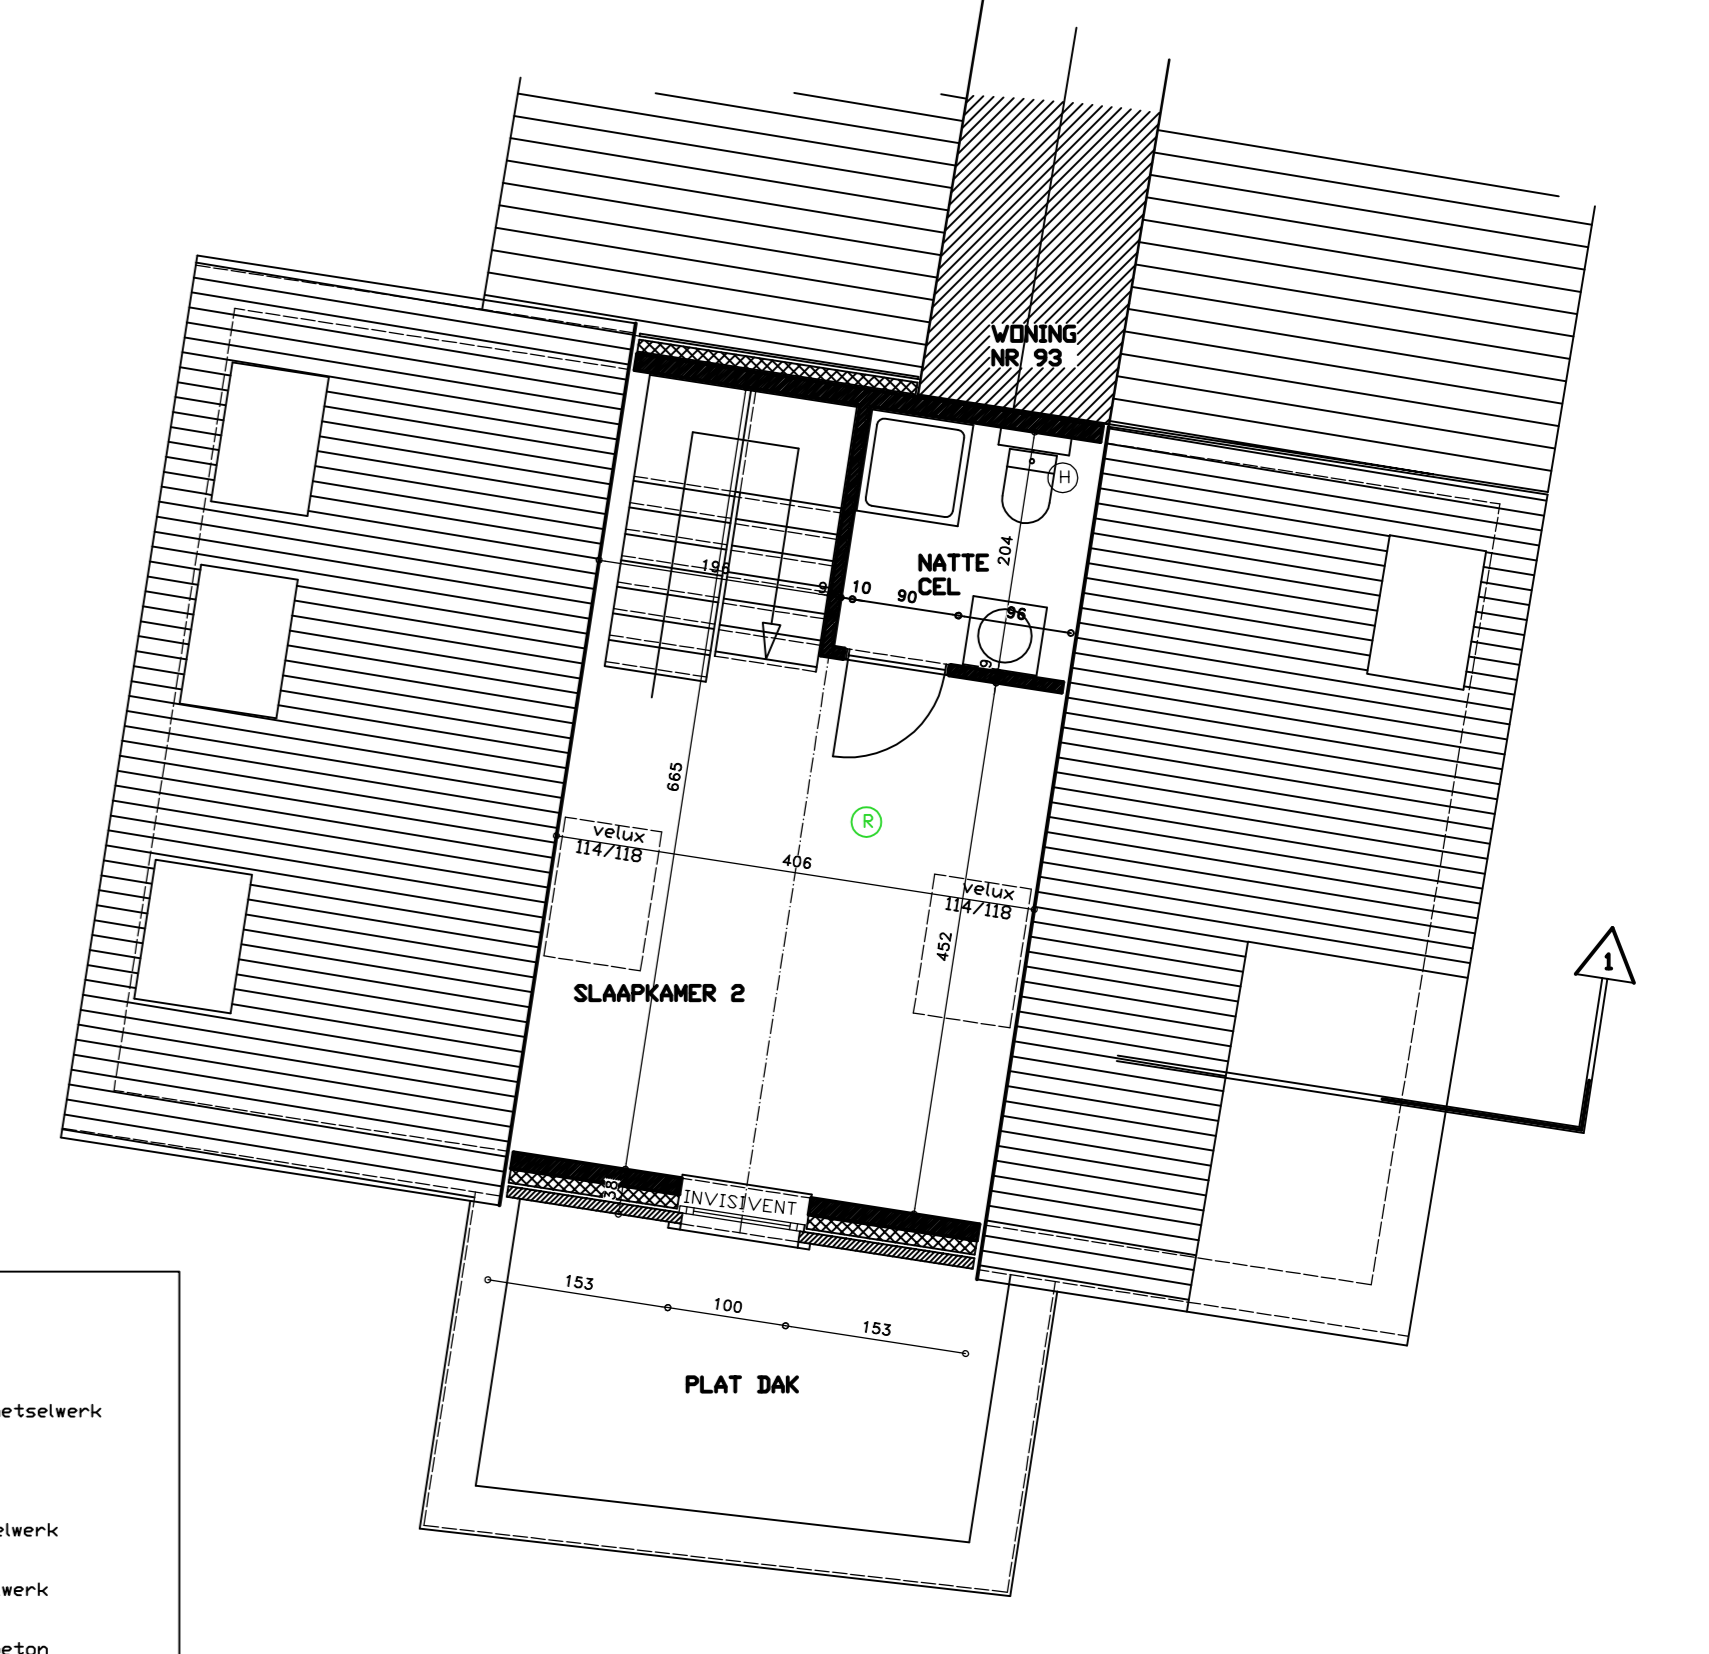 WONING
NR 93
H
NATTE
CEL
204
198
9
10
90
96
9
665
R
velux
114/118
406
velux
114/118
452
1
SLAAPKAMER 2
38
INVISIVENT
153
100
153
PLAT DAK
etselwerk
elwerk
werk
eton